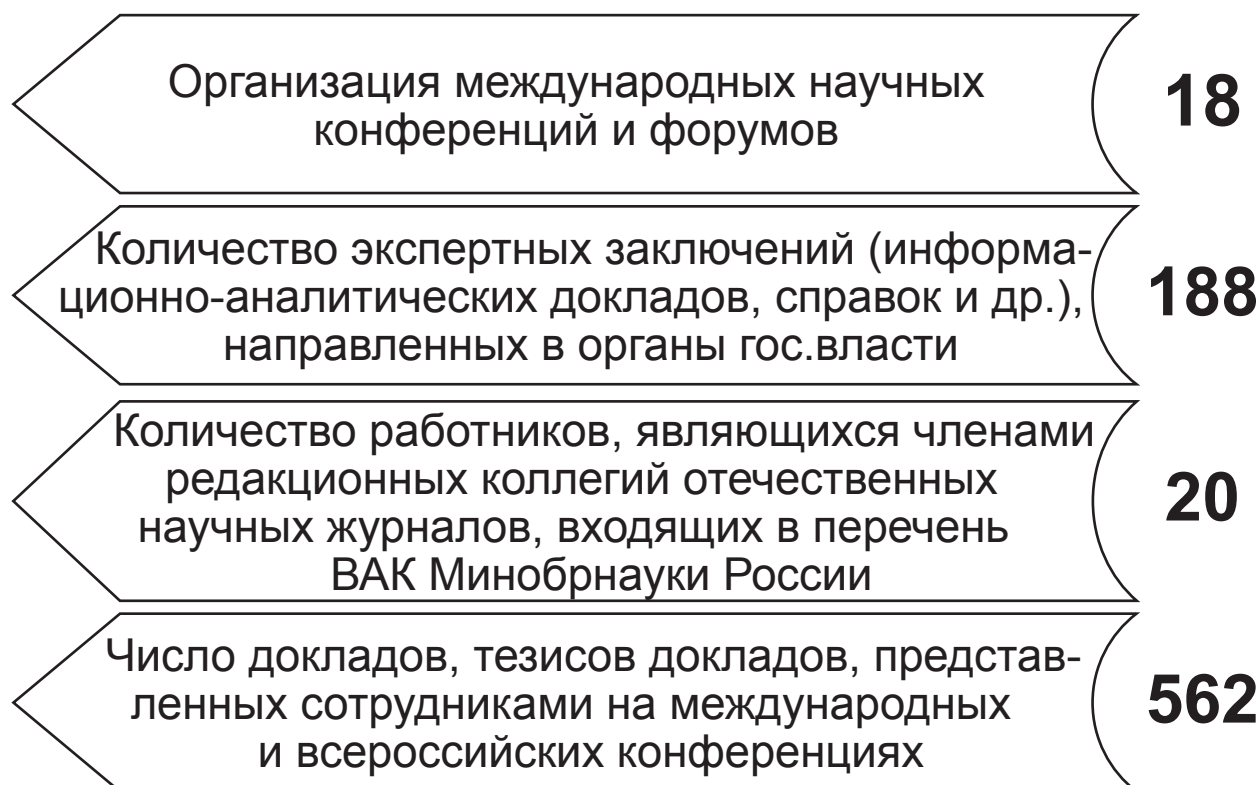 Организация международных научных
конференций и форумов
18
Количество экспертных заключений (информа-
ционно-аналитических докладов, справок и др.),
направленных в органы гос.власти
188
Количество работников, являющихся членами
редакционных коллегий отечественных
научных журналов, входящих в перечень
ВАК Минобрнауки России
20
Число докладов, тезисов докладов, представ-
ленных сотрудниками на международных
и всероссийских конференциях
562